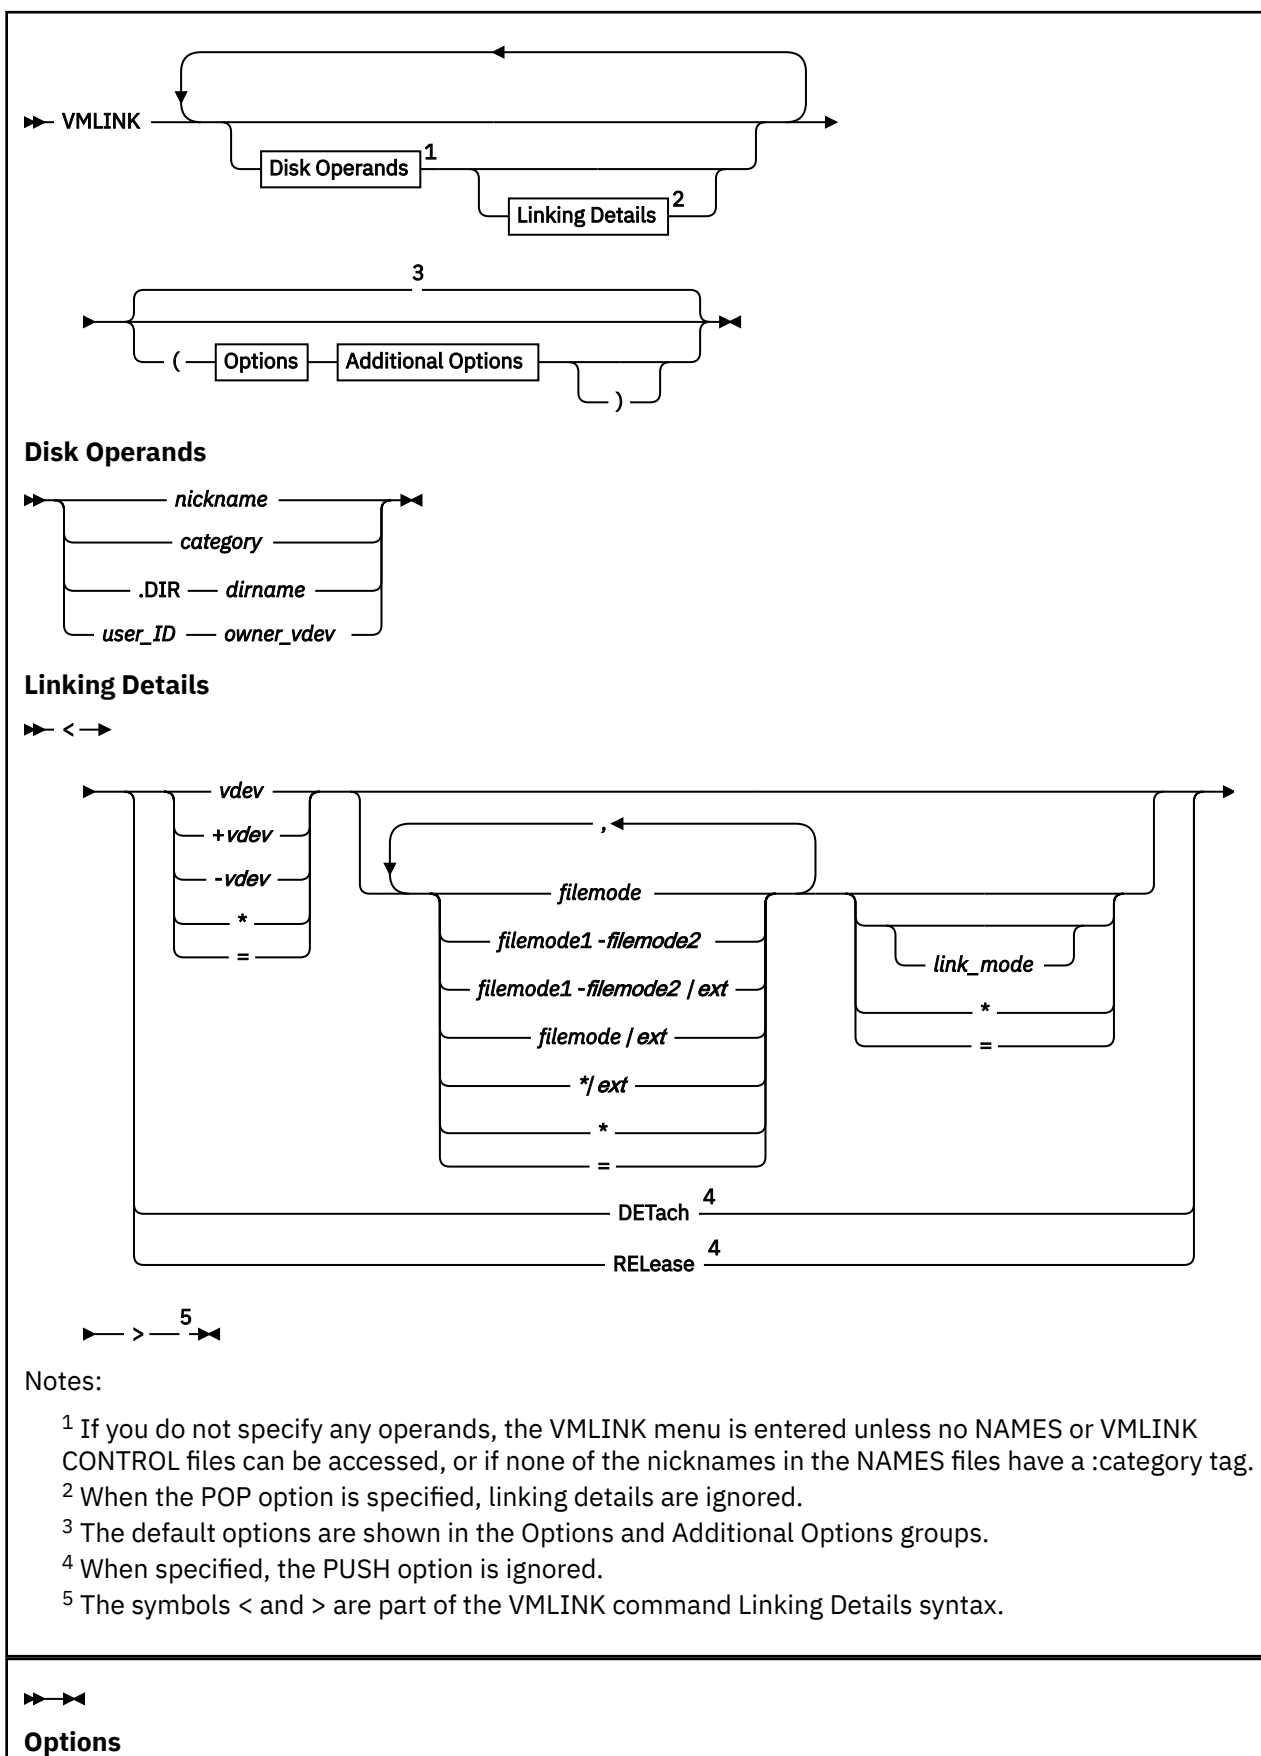 VMLINK
Disk Operands 1
Linking Details 2
3
( Options Additional Options
)
Disk Operands
nickname
category
.DIR dirname
user_ID owner_vdev
Linking Details
<
vdev
+vdev
-vdev
*
=
,
filemode
filemode1 -filemode2
filemode1 -filemode2 / ext
filemode / ext
*/ ext
*
=
link_mode
*
=
DETach 4
RELease 4
> 5
Notes:
1 If you do not specify any operands, the VMLINK menu is entered unless no NAMES or VMLINK
CONTROL files can be accessed, or if none of the nicknames in the NAMES files have a :category tag.
2 When the POP option is specified, linking details are ignored.
3 The default options are shown in the Options and Additional Options groups.
4 When specified, the PUSH option is ignored.
5 The symbols < and > are part of the VMLINK command Linking Details syntax.
Options